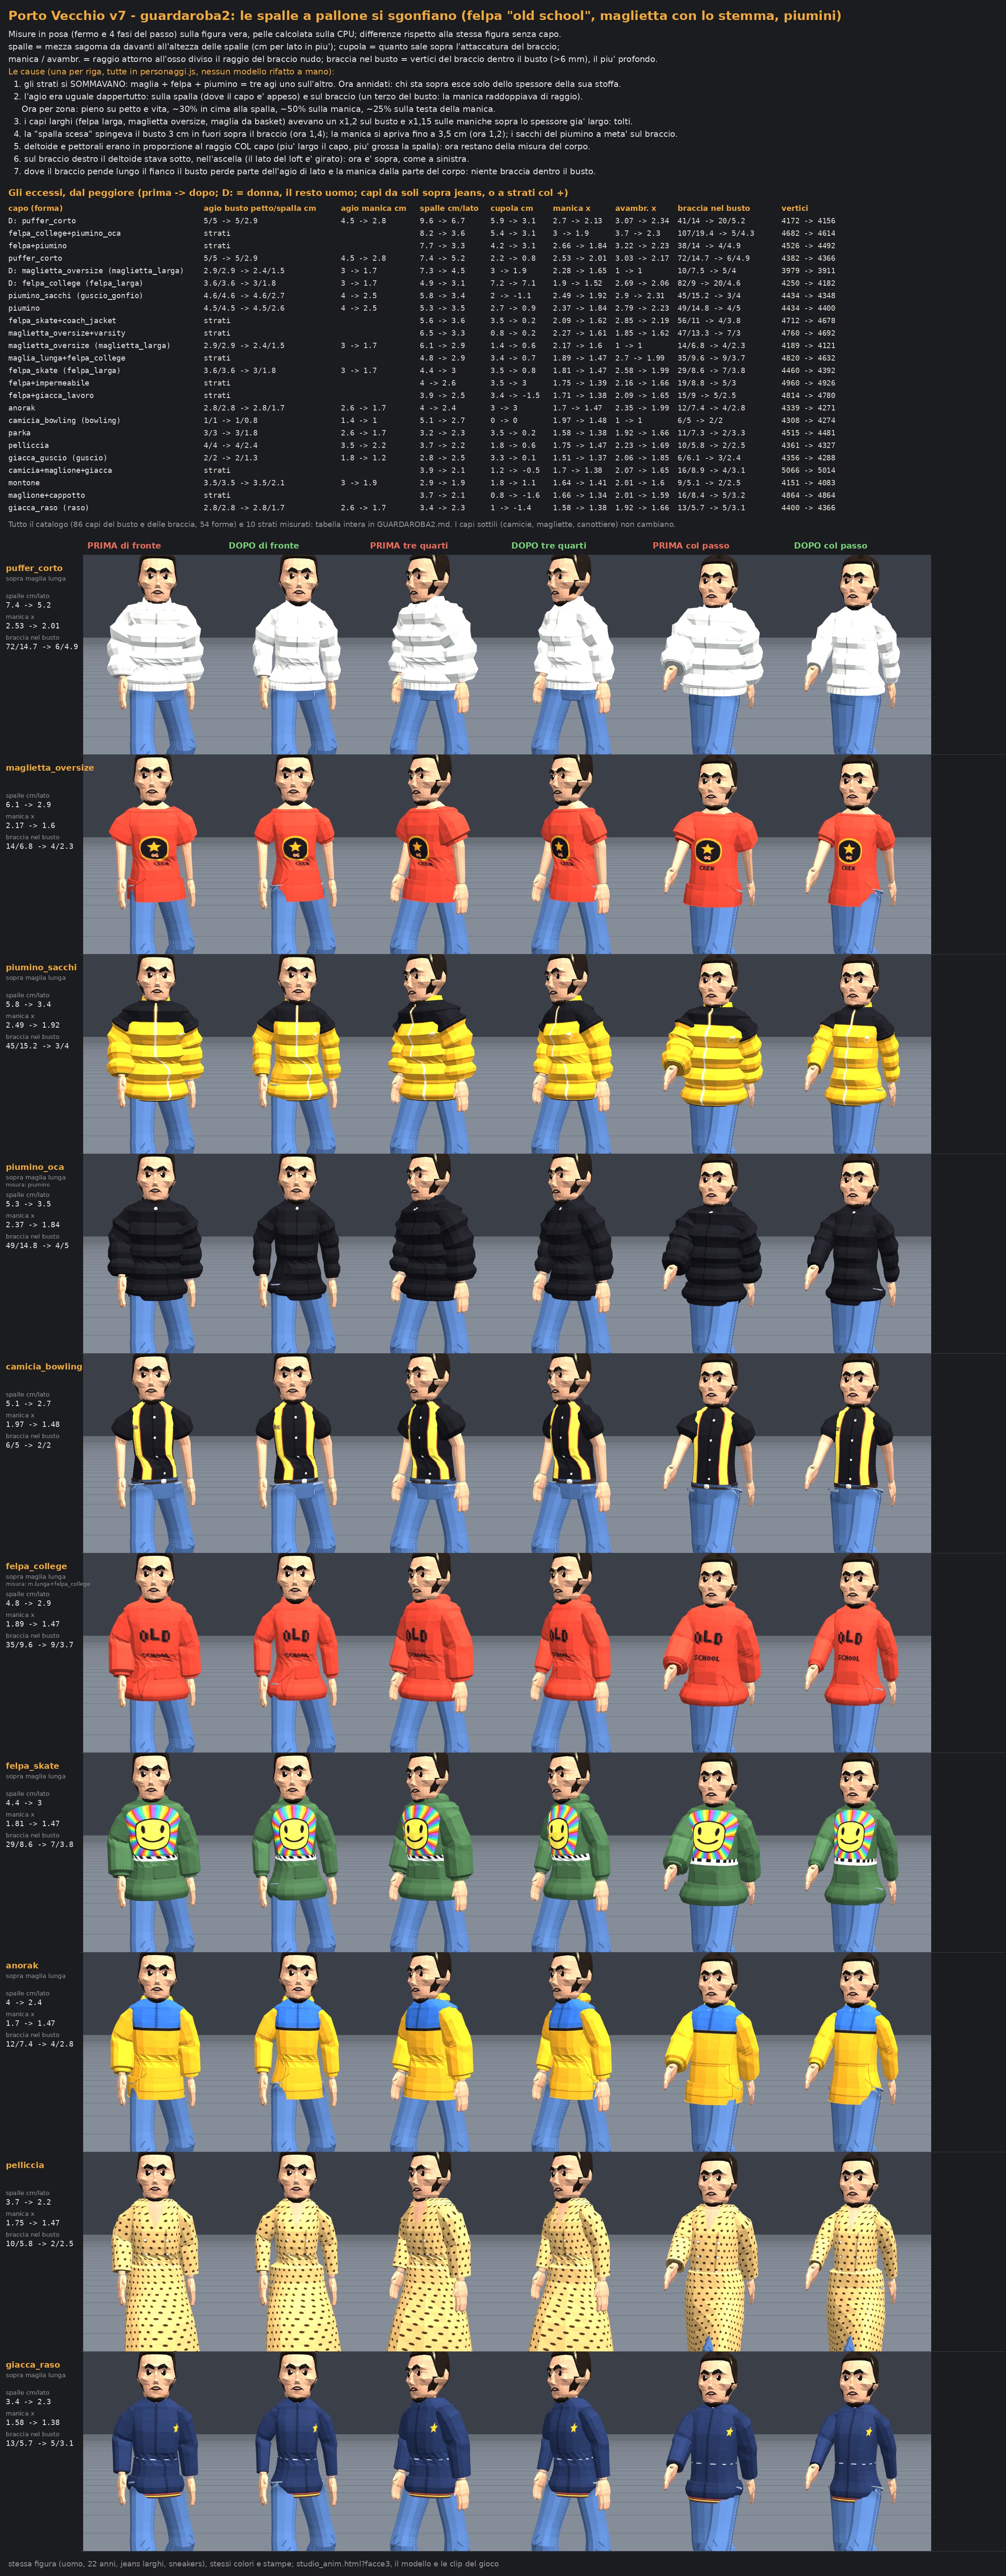 Porto Vecchio v7 - guardaroba2: le spalle a pallone si sgonfiano (felpa "old school", maglietta con lo stemma, piumini)
Misure in posa (fermo e 4 fasi del passo) sulla figura vera, pelle calcolata sulla CPU; differenze rispetto alla stessa figura senza capo.
spalle = mezza sagoma da davanti all'altezza delle spalle (cm per lato in piu'); cupola = quanto sale sopra l'attaccatura del braccio;
manica / avambr. = raggio attorno all'osso diviso il raggio del braccio nudo; braccia nel busto = vertici del braccio dentro il busto (>6 mm), il piu' profondo.
Le cause (una per riga, tutte in personaggi.js, nessun modello rifatto a mano):
1. gli strati si SOMMAVANO: maglia + felpa + piumino = tre agi uno sull'altro. Ora annidati: chi sta sopra esce solo dello spessore della sua stoffa.
2. l'agio era uguale dappertutto: sulla spalla (dove il capo e' appeso) e sul braccio (un terzo del busto: la manica raddoppiava di raggio).
Ora per zona: pieno su petto e vita, ~30% in cima alla spalla, ~50% sulla manica, ~25% sulla testa della manica.
3. i capi larghi (felpa larga, maglietta oversize, maglia da basket) avevano un x1,2 sul busto e x1,15 sulle maniche sopra lo spessore gia' largo: tolti.
4. la "spalla scesa" spingeva il busto 3 cm in fuori sopra il braccio (ora 1,4); la manica si apriva fino a 3,5 cm (ora 1,2); i sacchi del piumino a meta' sul braccio.
5. deltoide e pettorali erano in proporzione al raggio COL capo (piu' largo il capo, piu' grossa la spalla): ora restano della misura del corpo.
6. sul braccio destro il deltoide stava sotto, nell'ascella (il lato del loft e' girato): ora e' sopra, come a sinistra.
7. dove il braccio pende lungo il fianco il busto perde parte dell'agio di lato e la manica dalla parte del corpo: niente braccia dentro il busto.
Gli eccessi, dal peggiore (prima -> dopo; D: = donna, il resto uomo; capi da soli sopra jeans, o a strati col +)
capo (forma) agio busto petto/spalla cm agio manica cm spalle cm/lato cupola cm manica x avambr. x braccia nel busto vertici
D: puffer_corto 5/5 -> 5/2.9 4.5 -> 2.8 9.6 -> 6.7 5.9 -> 3.1 2.7 -> 2.13 3.07 -> 2.34 41/14 -> 20/5.2 4172 -> 4156
felpa_college+piumino_oca strati 8.2 -> 3.6 5.4 -> 3.1 3 -> 1.9 3.7 -> 2.3 107/19.4 -> 5/4.3 4682 -> 4614
felpa+piumino strati 7.7 -> 3.3 4.2 -> 3.1 2.66 -> 1.84 3.22 -> 2.23 38/14 -> 4/4.9 4526 -> 4492
puffer_corto 5/5 -> 5/2.9 4.5 -> 2.8 7.4 -> 5.2 2.2 -> 0.8 2.53 -> 2.01 3.03 -> 2.17 72/14.7 -> 6/4.9 4382 -> 4366
D: maglietta_oversize (maglietta_larga) 2.9/2.9 -> 2.4/1.5 3 -> 1.7 7.3 -> 4.5 3 -> 1.9 2.28 -> 1.65 1 -> 1 10/7.5 -> 5/4 3979 -> 3911
D: felpa_college (felpa_larga) 3.6/3.6 -> 3/1.8 3 -> 1.7 4.9 -> 3.1 7.2 -> 7.1 1.9 -> 1.52 2.69 -> 2.06 82/9 -> 20/4.6 4250 -> 4182
piumino_sacchi (guscio_gonfio) 4.6/4.6 -> 4.6/2.7 4 -> 2.5 5.8 -> 3.4 2 -> -1.1 2.49 -> 1.92 2.9 -> 2.31 45/15.2 -> 3/4 4434 -> 4348
piumino 4.5/4.5 -> 4.5/2.6 4 -> 2.5 5.3 -> 3.5 2.7 -> 0.9 2.37 -> 1.84 2.79 -> 2.23 49/14.8 -> 4/5 4434 -> 4400
felpa_skate+coach_jacket strati 5.6 -> 3.6 3.5 -> 0.2 2.09 -> 1.62 2.85 -> 2.19 56/11 -> 4/3.8 4712 -> 4678
maglietta_oversize+varsity strati 6.5 -> 3.3 0.8 -> 0.2 2.27 -> 1.61 1.85 -> 1.62 47/13.3 -> 7/3 4760 -> 4692
maglietta_oversize (maglietta_larga) 2.9/2.9 -> 2.4/1.5 3 -> 1.7 6.1 -> 2.9 1.4 -> 0.6 2.17 -> 1.6 1 -> 1 14/6.8 -> 4/2.3 4189 -> 4121
maglia_lunga+felpa_college strati 4.8 -> 2.9 3.4 -> 0.7 1.89 -> 1.47 2.7 -> 1.99 35/9.6 -> 9/3.7 4820 -> 4632
felpa_skate (felpa_larga) 3.6/3.6 -> 3/1.8 3 -> 1.7 4.4 -> 3 3.5 -> 0.8 1.81 -> 1.47 2.58 -> 1.99 29/8.6 -> 7/3.8 4460 -> 4392
felpa+impermeabile strati 4 -> 2.6 3.5 -> 3 1.75 -> 1.39 2.16 -> 1.66 19/8.8 -> 5/3 4960 -> 4926
felpa+giacca_lavoro strati 3.9 -> 2.5 3.4 -> -1.5 1.71 -> 1.38 2.09 -> 1.65 15/9 -> 5/2.5 4814 -> 4780
anorak 2.8/2.8 -> 2.8/1.7 2.6 -> 1.7 4 -> 2.4 3 -> 3 1.7 -> 1.47 2.35 -> 1.99 12/7.4 -> 4/2.8 4339 -> 4271
camicia_bowling (bowling) 1/1 -> 1/0.8 1.4 -> 1 5.1 -> 2.7 0 -> 0 1.97 -> 1.48 1 -> 1 6/5 -> 2/2 4308 -> 4274
parka 3/3 -> 3/1.8 2.6 -> 1.7 3.2 -> 2.3 3.5 -> 0.2 1.58 -> 1.38 1.92 -> 1.66 11/7.3 -> 2/3.3 4515 -> 4481
pelliccia 4/4 -> 4/2.4 3.5 -> 2.2 3.7 -> 2.2 1.8 -> 0.6 1.75 -> 1.47 2.23 -> 1.69 10/5.8 -> 2/2.5 4361 -> 4327
giacca_guscio (guscio) 2/2 -> 2/1.3 1.8 -> 1.2 2.8 -> 2.5 3.3 -> 0.1 1.51 -> 1.37 2.06 -> 1.85 6/6.1 -> 3/2.4 4356 -> 4288
camicia+maglione+giacca strati 3.9 -> 2.1 1.2 -> -0.5 1.7 -> 1.38 2.07 -> 1.65 16/8.9 -> 4/3.1 5066 -> 5014
montone 3.5/3.5 -> 3.5/2.1 3 -> 1.9 2.9 -> 1.9 1.8 -> 1.1 1.64 -> 1.41 2.01 -> 1.6 9/5.1 -> 2/2.5 4151 -> 4083
maglione+cappotto strati 3.7 -> 2.1 0.8 -> -1.6 1.66 -> 1.34 2.01 -> 1.59 16/8.4 -> 5/3.2 4864 -> 4864
giacca_raso (raso) 2.8/2.8 -> 2.8/1.7 2.6 -> 1.7 3.4 -> 2.3 1 -> -1.4 1.58 -> 1.38 1.92 -> 1.66 13/5.7 -> 5/3.1 4400 -> 4366
Tutto il catalogo (86 capi del busto e delle braccia, 54 forme) e 10 strati misurati: tabella intera in GUARDAROBA2.md. I capi sottili (camicie, magliette, canottiere) non cambiano.
PRIMA di fronte DOPO di fronte PRIMA tre quarti DOPO tre quarti PRIMA col passo DOPO col passo
puffer_corto
sopra maglia lunga
spalle cm/lato
7.4 -> 5.2
manica x
2.53 -> 2.01
braccia nel busto
72/14.7 -> 6/4.9
maglietta_oversize
spalle cm/lato
6.1 -> 2.9
manica x
2.17 -> 1.6
braccia nel busto
14/6.8 -> 4/2.3
CREW
piumino_sacchi
sopra maglia lunga
spalle cm/lato
5.8 -> 3.4
manica x
2.49 -> 1.92
braccia nel busto
45/15.2 -> 3/4
piumino_oca
sopra maglia lunga
misura: piumino
spalle cm/lato
5.3 -> 3.5
manica x
2.37 -> 1.84
braccia nel busto
49/14.8 -> 4/5
camicia_bowling
spalle cm/lato
5.1 -> 2.7
manica x
1.97 -> 1.48
braccia nel busto
6/5 -> 2/2
felpa_college
sopra maglia lunga
misura: m.lunga+felpa_college
spalle cm/lato
4.8 -> 2.9
manica x
1.89 -> 1.47
braccia nel busto
35/9.6 -> 9/3.7
OLD
SCHOOL
felpa_skate
sopra maglia lunga
spalle cm/lato
4.4 -> 3
manica x
1.81 -> 1.47
braccia nel busto
29/8.6 -> 7/3.8
anorak
sopra maglia lunga
spalle cm/lato
4 -> 2.4
manica x
1.7 -> 1.47
braccia nel busto
12/7.4 -> 4/2.8
pelliccia
spalle cm/lato
3.7 -> 2.2
manica x
1.75 -> 1.47
braccia nel busto
10/5.8 -> 2/2.5
giacca_raso
sopra maglia lunga
spalle cm/lato
3.4 -> 2.3
manica x
1.58 -> 1.38
braccia nel busto
13/5.7 -> 5/3.1
stessa figura (uomo, 22 anni, jeans larghi, sneakers), stessi colori e stampe; studio_anim.html?facce3, il modello e le clip del gioco